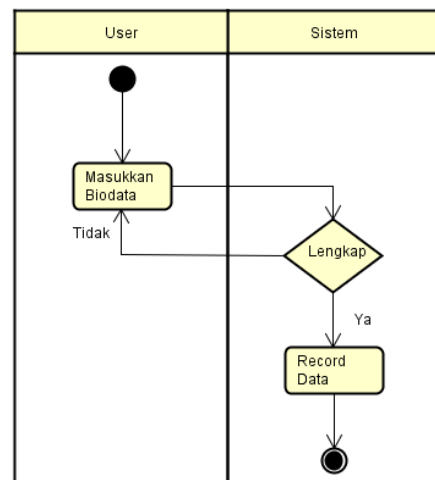 User
Sistem
Masukkan
Biodata
Tidak
Lengkap
Ya
Record
Data